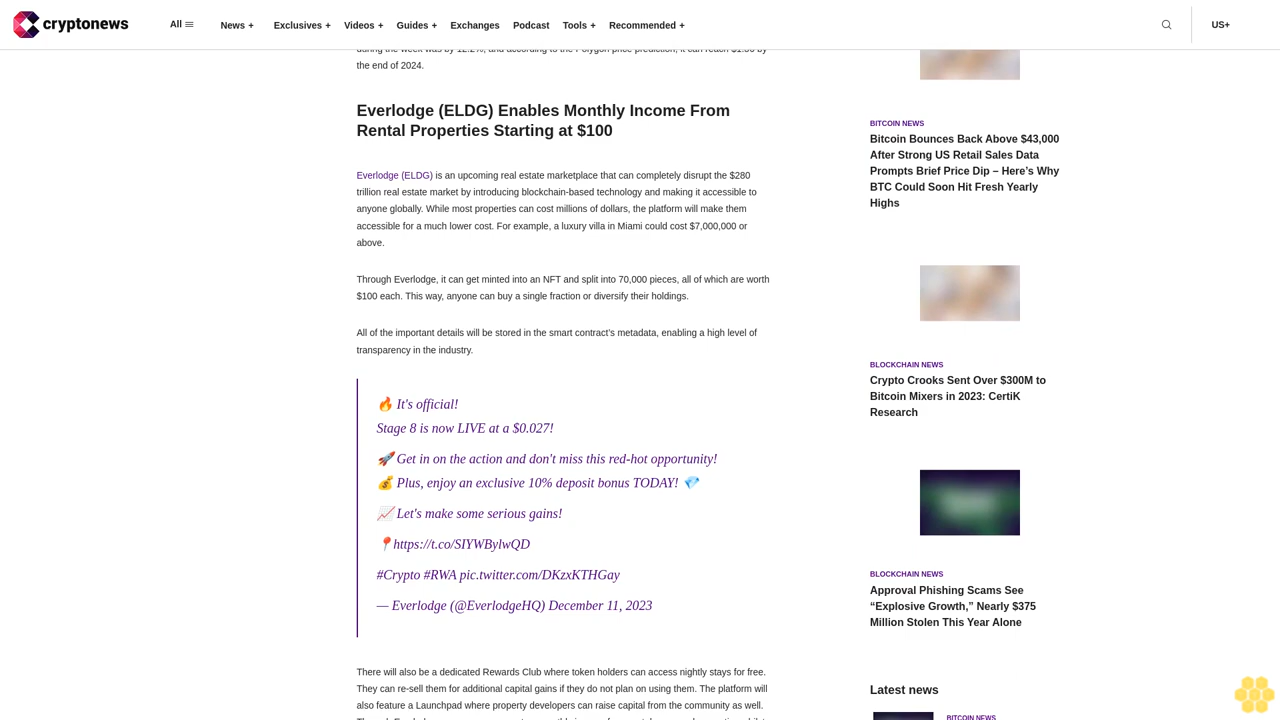 cryptonews
All
News +
Exclusives +
Videos +
Guides +
Exchanges
Podcast
Tools +
Recommended +
US+
the end of 2024.
Everlodge (ELDG) Enables Monthly Income From
Rental Properties Starting at $100
Everlodge (ELDG) is an upcoming real estate marketplace that can completely disrupt the $280
trillion real estate market by introducing blockchain-based technology and making it accessible to
anyone globally. While most properties can cost millions of dollars, the platform will make them
accessible for a much lower cost. For example, a luxury villa in Miami could cost $7,000,000 or
above.
Through Everlodge, it can get minted into an NFT and split into 70,000 pieces, all of which are worth
$100 each. This way, anyone can buy a single fraction or diversify their holdings.
All of the important details will be stored in the smart contract's metadata, enabling a high level of
transparency in the industry.
🔥 It's official!
Stage 8 is now LIVE at a $0.027!
🚀 Get in on the action and don't miss this red-hot opportunity!
💰 Plus, enjoy an exclusive 10% deposit bonus TODAY! 💎
📈 Let's make some serious gains!
📍https://t.co/SIYWBylwQD
#Crypto #RWA pic.twitter.com/DKzxKTHGay
— Everlodge (@EverlodgeHQ) December 11, 2023
There will also be a dedicated Rewards Club where token holders can access nightly stays for free.
They can re-sell them for additional capital gains if they do not plan on using them. The platform will
also feature a Launchpad where property developers can raise capital from the community as well.
BITCOIN NEWS
Bitcoin Bounces Back Above $43,000
After Strong US Retail Sales Data
Prompts Brief Price Dip – Here's Why
BTC Could Soon Hit Fresh Yearly
Highs
BLOCKCHAIN NEWS
Crypto Crooks Sent Over $300M to
Bitcoin Mixers in 2023: CertiK
Research
BLOCKCHAIN NEWS
Approval Phishing Scams See
“Explosive Growth,” Nearly $375
Million Stolen This Year Alone
Latest news
BITCOIN NEWS